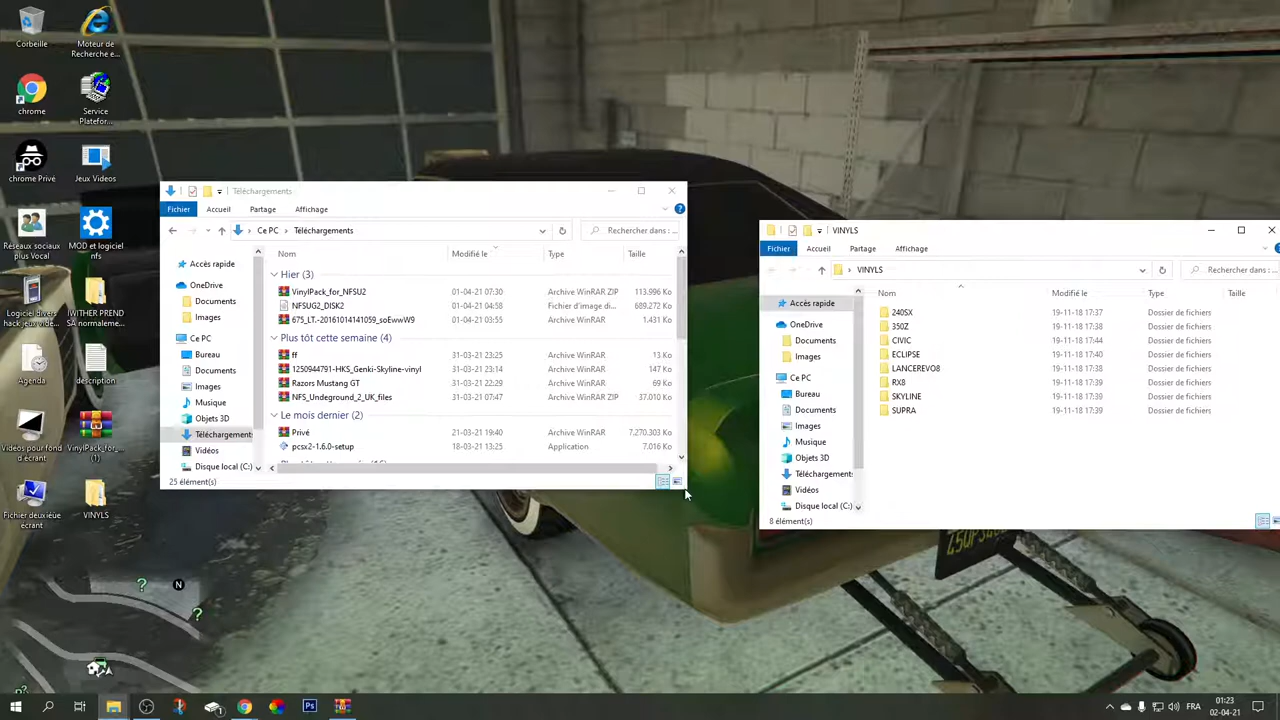 Corbeille
Moteur de
Recherche e...
chrome
Service
Platefor...
chrome Privé
Jeux Videos
Réseaux sociaux
plus Vocal
MOD et logiciel
nfs
Logiciel divers
hack jeux vidé...
description
Agenda
Vidéos pour fond
d'écran
VinylPack_for...
(1)
Fichier deuxiéue
ecran
VINYLS
Téléchargements
Fichier
Accueil
Partage
Affichage
Ce PC
Téléchargements
Rechercher dans : ...
Nom
Modifié le
Type
Taille
Accès rapide
OneDrive
Documents
Images
Ce PC
Bureau
Documents
Images
Musique
Objets 3D
Téléchargement
Vidéos
Disque local (C:)
Hier (3)
VinylPack_for_NFSU2 01-04-21 07:30 Archive WinRAR ZIP 113.996 Ko
NFSUG2_DISK2 01-04-21 04:58 Fichier d'image di... 689.272 Ko
675_LT.-20161014141059_soEwwW9 01-04-21 03:55 Archive WinRAR 1.431 Ko
Plus tôt cette semaine (4)
ff 31-03-21 23:25 Archive WinRAR 13 Ko
1250944791-HKS_Genki-Skyline-vinyl 31-03-21 23:14 Archive WinRAR 147 Ko
Razors Mustang GT 31-03-21 22:29 Archive WinRAR 69 Ko
NFS_Undeground_2_UK_files 31-03-21 07:47 Archive WinRAR 37.010 Ko
Le mois dernier (2)
Privé 21-03-21 19:40 Archive WinRAR 7.270.303 Ko
pcsx2-1.6.0-setup 18-03-21 13:25 Application 7.016 Ko
25 élément(s)
VINYLS
Fichier
Accueil
Partage
Affichage
VINYLS
Rechercher dans...
Nom
Modifié le
Type
Taille
Accès rapide
OneDrive
Documents
Images
Ce PC
Bureau
Documents
Images
Musique
Objets 3D
Téléchargement
Vidéos
Disque local (C:)
240SX 19-11-18 17:37 Dossier de fichiers
350Z 19-11-18 17:38 Dossier de fichiers
CIVIC 19-11-18 17:44 Dossier de fichiers
ECLIPSE 19-11-18 17:40 Dossier de fichiers
LANCEREVO8 19-11-18 17:38 Dossier de fichiers
RX8 19-11-18 17:39 Dossier de fichiers
SKYLINE 19-11-18 17:39 Dossier de fichiers
SUPRA 19-11-18 17:39 Dossier de fichiers
8 élément(s)
N
Ps
FR
01:23
02-04-21